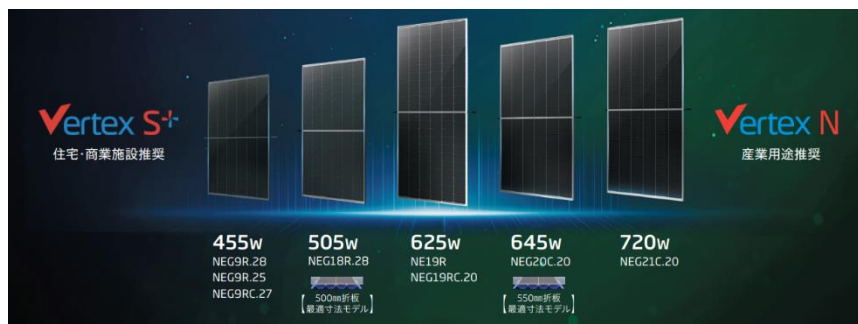 Vertex S+
住宅・商業施設推奨
Vertex N
産業用途推奨
455W
NEG9R.28
NEG9R.25
NEG9RC.27
505W
NEG18R.28
500㎜折板
【最適寸法モデル】
625W
NE19R
NEG19RC.20
645W
NEG20C.20
550㎜折板
【最適寸法モデル】
720W
NEG21C.20